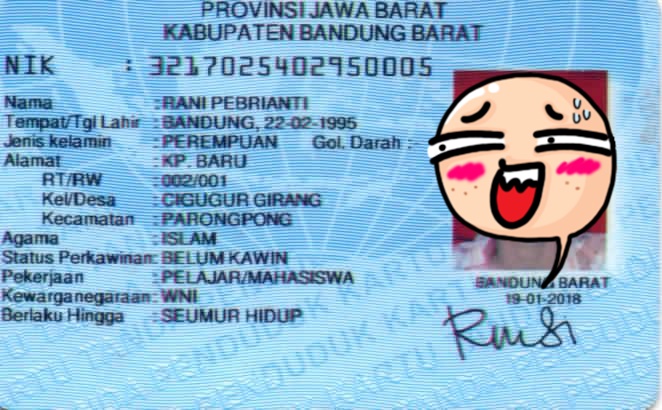 PROVINSI JAWA BARAT
KABUPATEN BANDUNG BARAT
NIK : 3217025402950005
Nama : RANI PEBRIANTI
Tempat/Tgl Lahir : BANDUNG, 22-02-1995
Jenis kelamin : PEREMPUAN Gol. Darah : -
Alamat : KP. BARU
RT/RW : 002/001
Kel/Desa : CIGUGUR GIRANG
Kecamatan : PARONGPONG
Agama : ISLAM
Status Perkawinan: BELUM KAWIN
Pekerjaan : PELAJAR/MAHASISWA
Kewarganegaraan: WNI
Berlaku Hingga : SEUMUR HIDUP
BANDUNG BARAT
19-01-2018